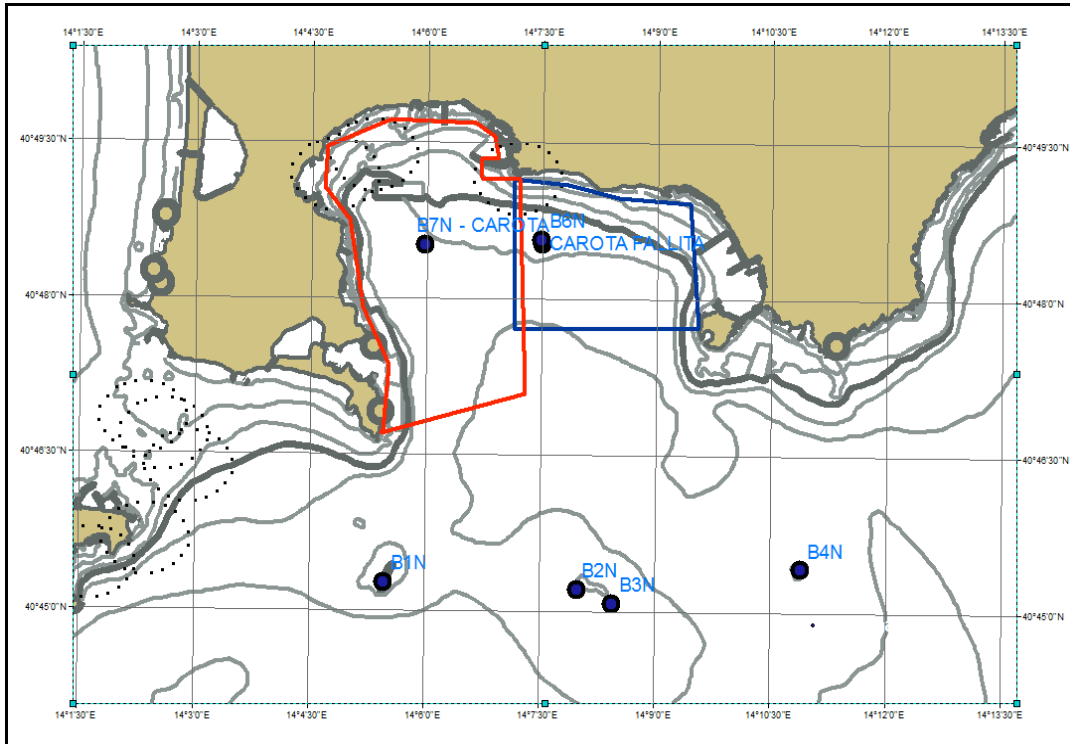 14°1'30"E 14°3'0"E 14°4'30"E 14°6'0"E 14°7'30"E 14°9'0"E 14°10'30"E 14°12'0"E 14°13'30"E
40°49'30"N 40°49'30"N
B7N - CAROTA B6N
CAROTA PALLITA
40°48'0"N 40°48'0"N
40°46'30"N 40°46'30"N
B1N B2N B3N B4N
40°45'0"N 40°45'0"N
14°1'30"E 14°3'0"E 14°4'30"E 14°6'0"E 14°7'30"E 14°9'0"E 14°10'30"E 14°12'0"E 14°13'30"E